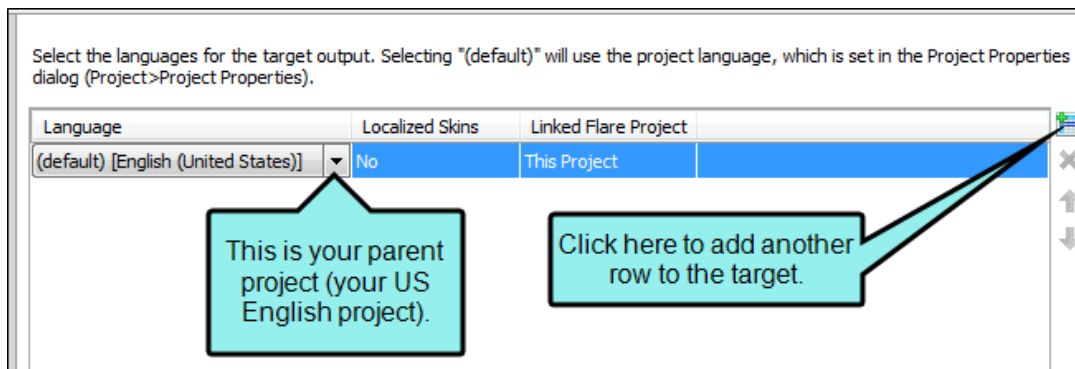 Select the languages for the target output. Selecting "(default)" will use the project language, which is set in the Project Properties
dialog (Project>Project Properties).
Language Localized Skins Linked Flare Project
(default) [English (United States)] No This Project
This is your parent
project (your US
English project).
Click here to add another
row to the target.